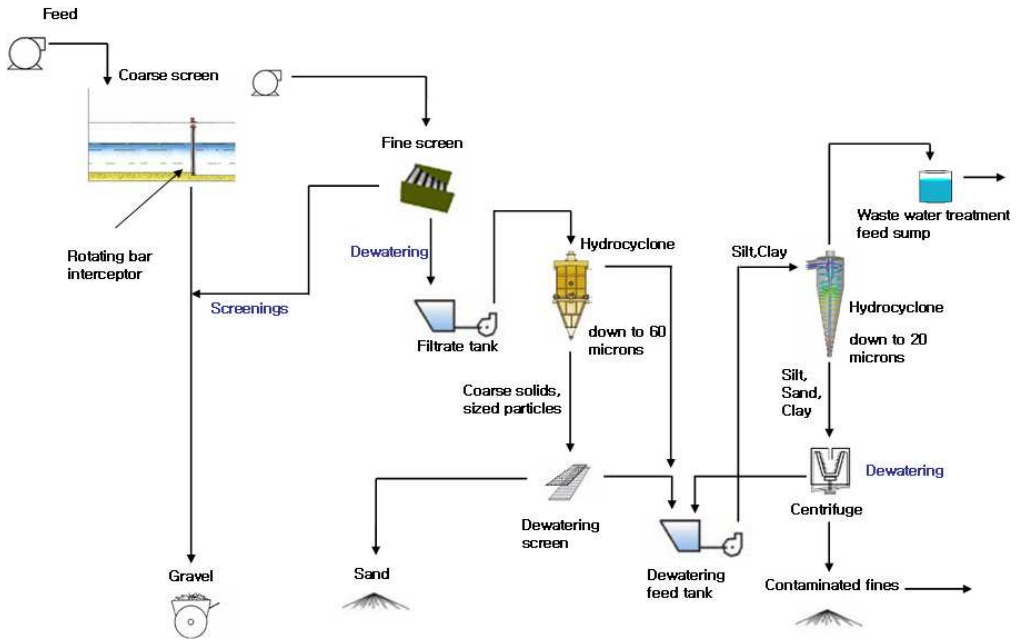 Feed
Coarse screen
Fine screen
Rotating bar
interceptor
Dewatering
Screenings
Filtrate tank
Hydrocyclone
down to 60
microns
Coarse solids,
sized particles
Silt,Clay
Waste water treatment
feed sump
Hydrocyclone
down to 20
microns
Silt,
Sand,
Clay
Dewatering
Centrifuge
Dewatering
screen
Dewatering
feed tank
Gravel
Sand
Contaminated fines